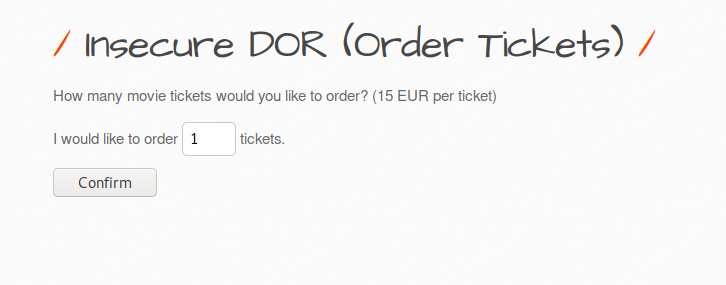 / Insecure DOR (Order Tickets) /
How many movie tickets would you like to order? (15 EUR per ticket)
I would like to order 1 tickets.
Confirm